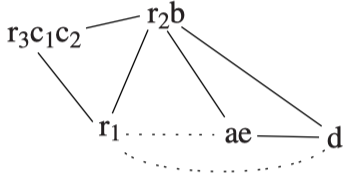 r₂b
r₃c₁c₂
r₁
ae
d